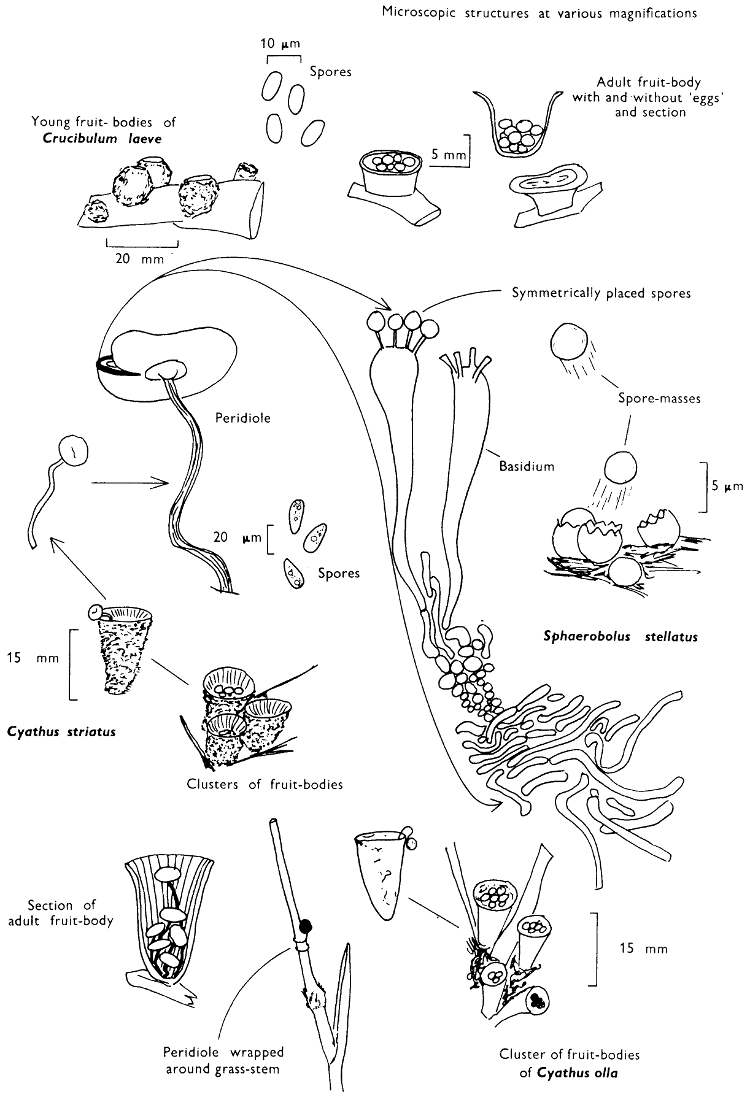 Microscopic structures at various magnifications
10 μm
Spores
Adult fruit-body
with and without 'eggs'
and section
Young fruit-bodies of
Crucibulum laeve
5 mm
20 mm
Symmetrically placed spores
Spore-masses
Peridiole
Basidium
5 μm
20 μm
Spores
Sphaerobolus stellatus
15 mm
Cyathus striatus
Clusters of fruit-bodies
Section of
adult fruit-body
15 mm
Peridiole wrapped
around grass-stem
Cluster of fruit-bodies
of Cyathus olla